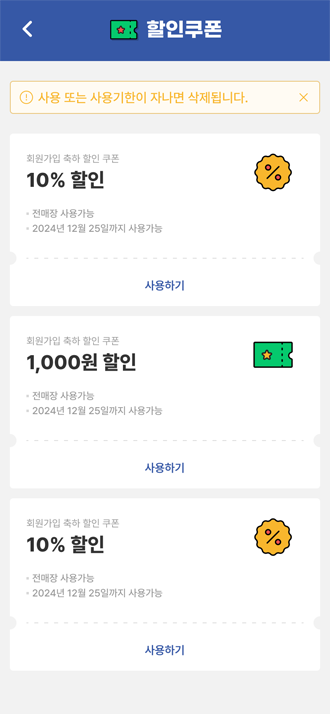 할인쿠폰
사용 또는 사용기한이 자나면 삭제됩니다.
회원가입 축하 할인 쿠폰
10% 할인
전매장 사용가능
2024년 12월 25일까지 사용가능
사용하기
회원가입 축하 할인 쿠폰
1,000원 할인
전매장 사용가능
2024년 12월 25일까지 사용가능
사용하기
회원가입 축하 할인 쿠폰
10% 할인
전매장 사용가능
2024년 12월 25일까지 사용가능
사용하기